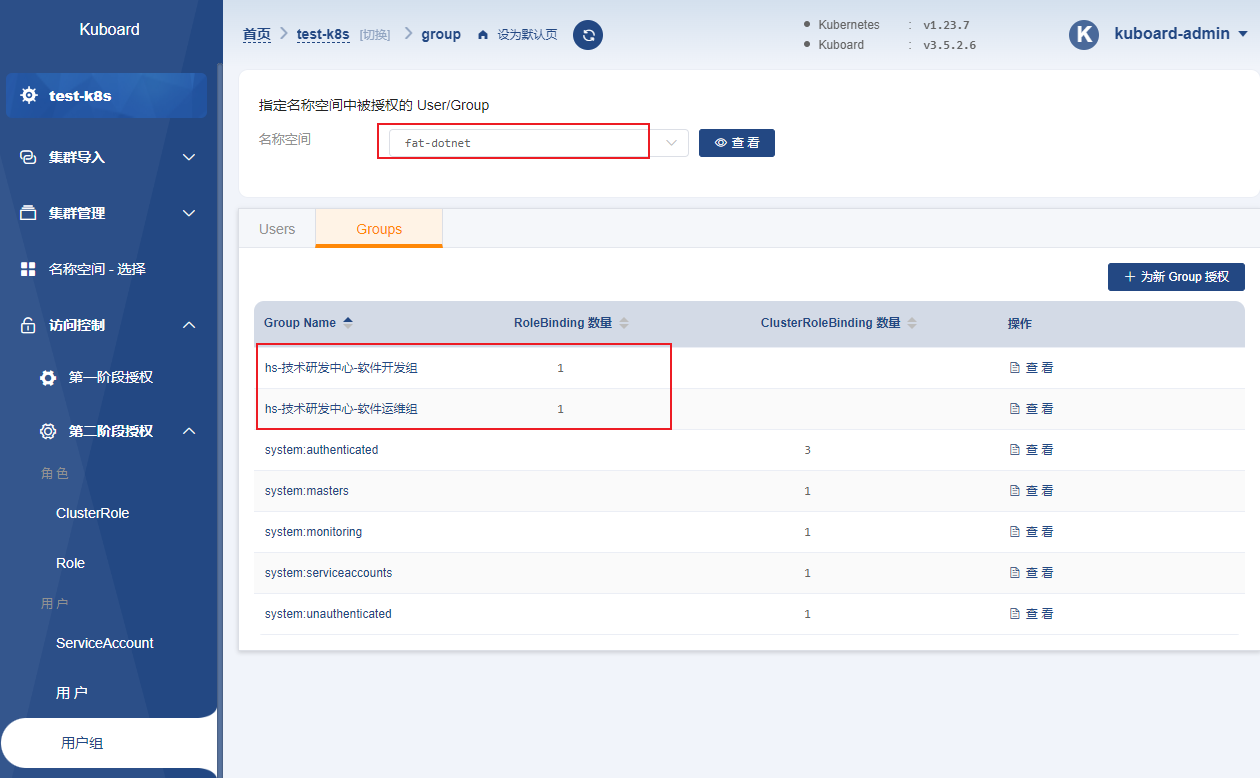 Kuboard
test-k8s
集群导入
集群管理
名称空间 - 选择
访问控制
第一阶段授权
第二阶段授权
角 色
ClusterRole
Role
用 户
ServiceAccount
用 户
用户组
首页 test-k8s [切换] group 设为默认页
Kubernetes : v1.23.7
Kuboard : v3.5.2.6
K kuboard-admin
指定名称空间中被授权的 User/Group
名称空间 fat-dotnet 查 看
Users Groups
为新 Group 授权
Group Name RoleBinding 数量 ClusterRoleBinding 数量 操作
hs-技术研发中心-软件开发组 1 查 看
hs-技术研发中心-软件运维组 1 查 看
system:authenticated 3 查 看
system:masters 1 查 看
system:monitoring 1 查 看
system:serviceaccounts 1 查 看
system:unauthenticated 1 查 看